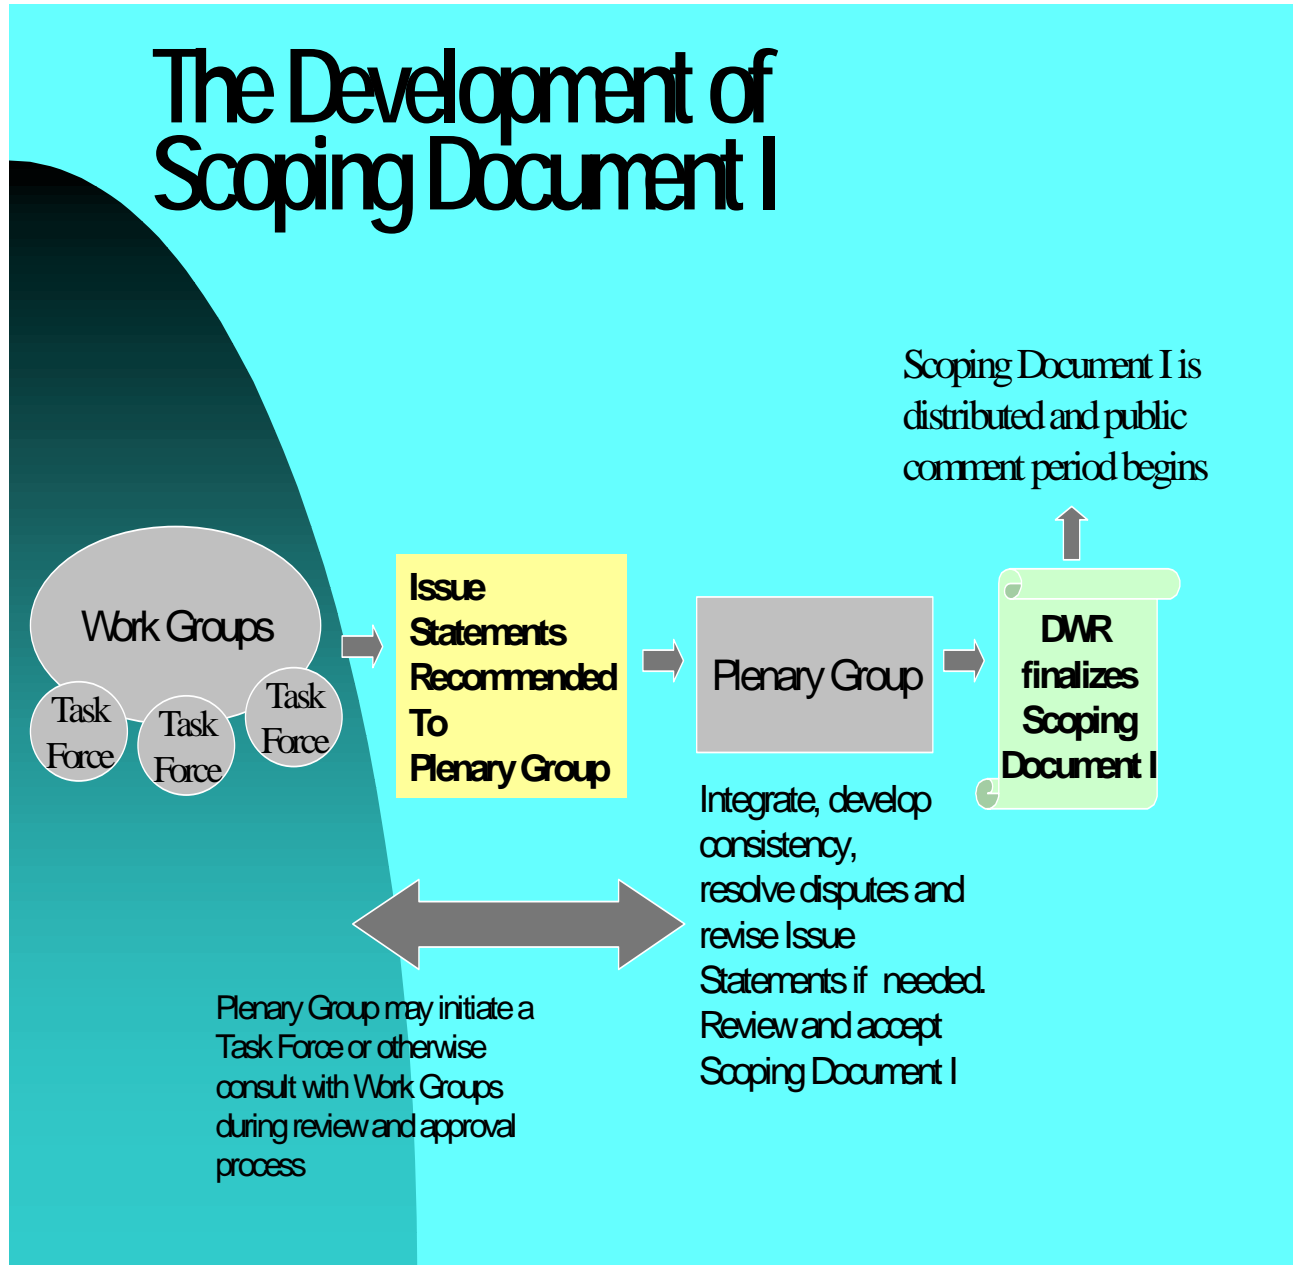 The Development of
Scoping Document I
Scoping Document I is
distributed and public
comment period begins
Work Groups
Task
Force
Task
Force
Task
Force
Issue
Statements
Recommended
To
Plenary Group
Plenary Group
DWR
finalizes
Scoping
Document I
Integrate, develop
consistency,
resolve disputes and
revise Issue
Statements if needed.
Review and accept
Scoping Document I
Plenary Group may initiate a
Task Force or otherwise
consult with Work Groups
during review and approval
process